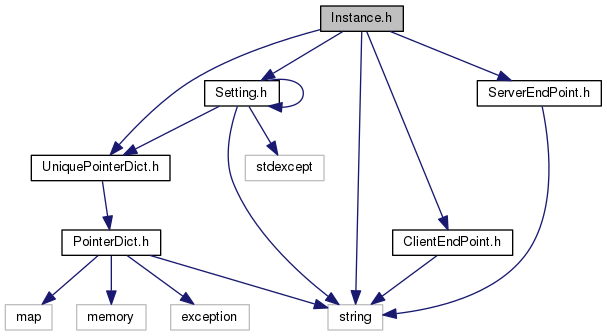 Instance.h
Setting.h
ServerEndPoint.h
UniquePointerDict.h
stdexcept
PointerDict.h
ClientEndPoint.h
map
memory
exception
string